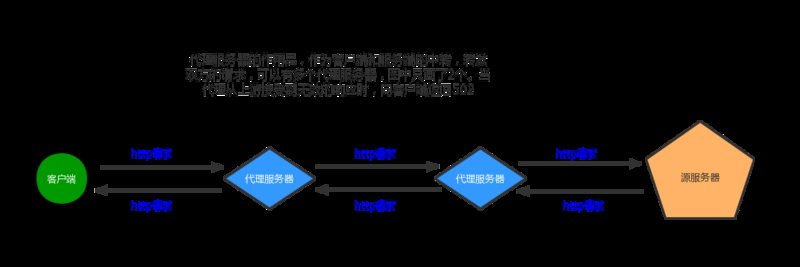 代理服务器的作用是，作为客户端和服务端的中转，转发
双方的请求，可以有多个代理服务器，图中只画了2个。当
代理从上游接受到无效的响应时，向客户端返回502
http请求 http请求 http请求
客户端 代理服务器 代理服务器 源服务器
http请求 http请求 http请求